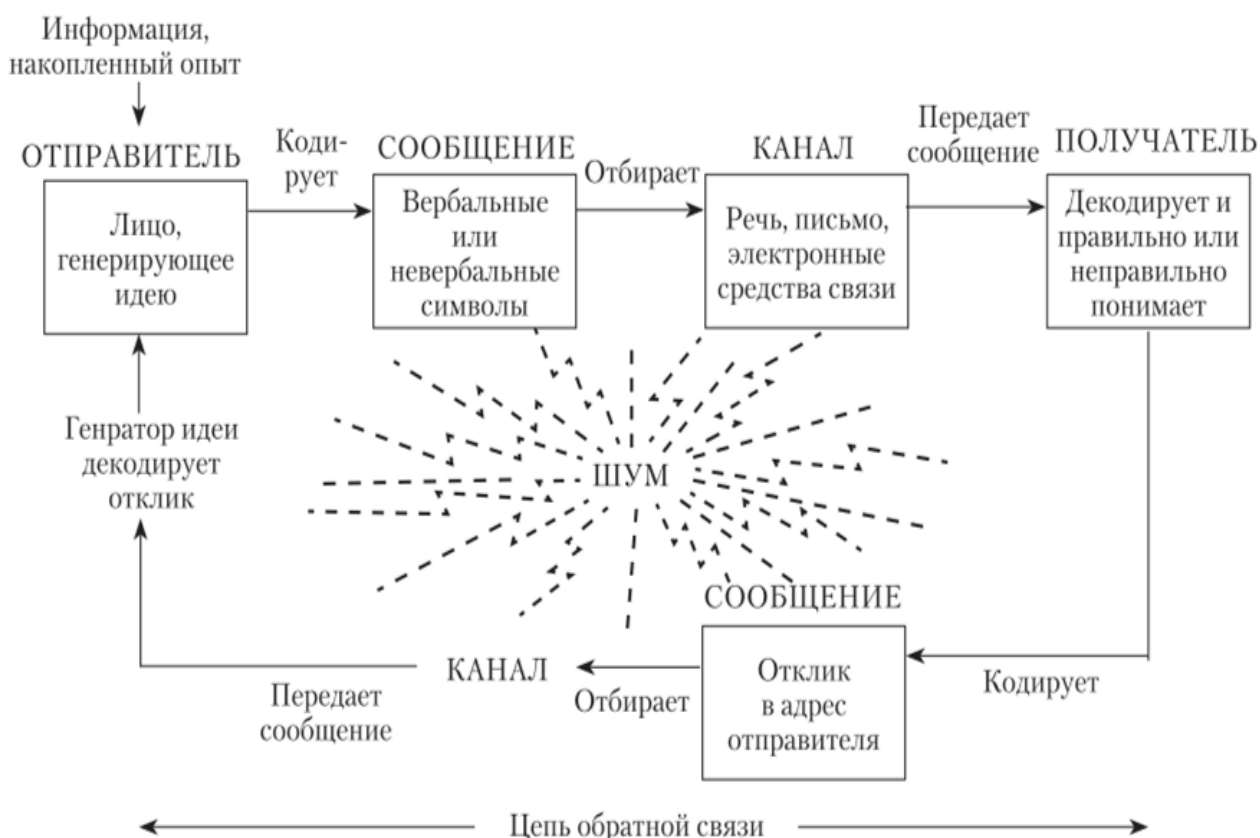 Информация,
накопленный опыт
ОТПРАВИТЕЛЬ
Лицо,
генерирующее
идею
Коди-
рует
СООБЩЕНИЕ
Вербальные
или
невербальные
символы
Отбирает
КАНАЛ
Речь, письмо,
электронные
средства связи
Передает
сообщение
ПОЛУЧАТЕЛЬ
Декодирует и
правильно или
неправильно
понимает
Генратор идеи
декодирует
отклик
ШУМ
СООБЩЕНИЕ
Отклик
в адрес
отправителя
Кодирует
Отбирает
КАНАЛ
Передает
сообщение
Цепь обратной связи